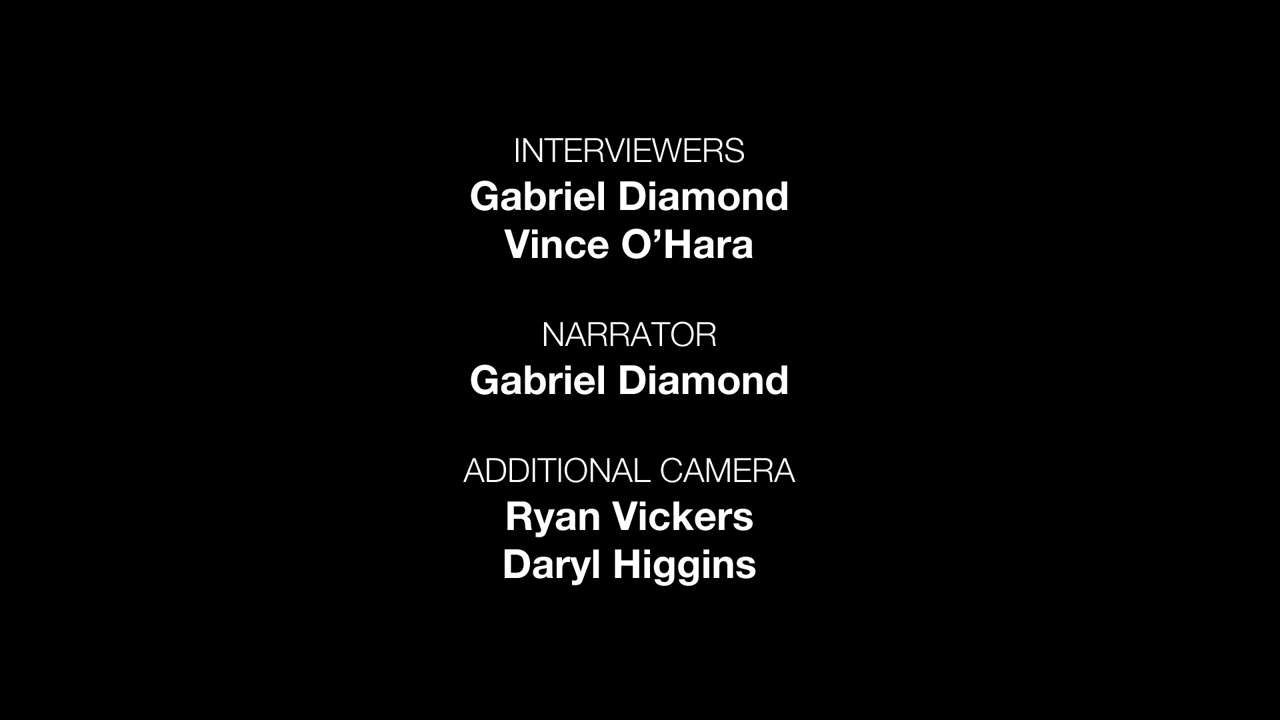 INTERVIEWERS
Gabriel Diamond
Vince O’Hara
NARRATOR
Gabriel Diamond
ADDITIONAL CAMERA
Ryan Vickers
Daryl Higgins